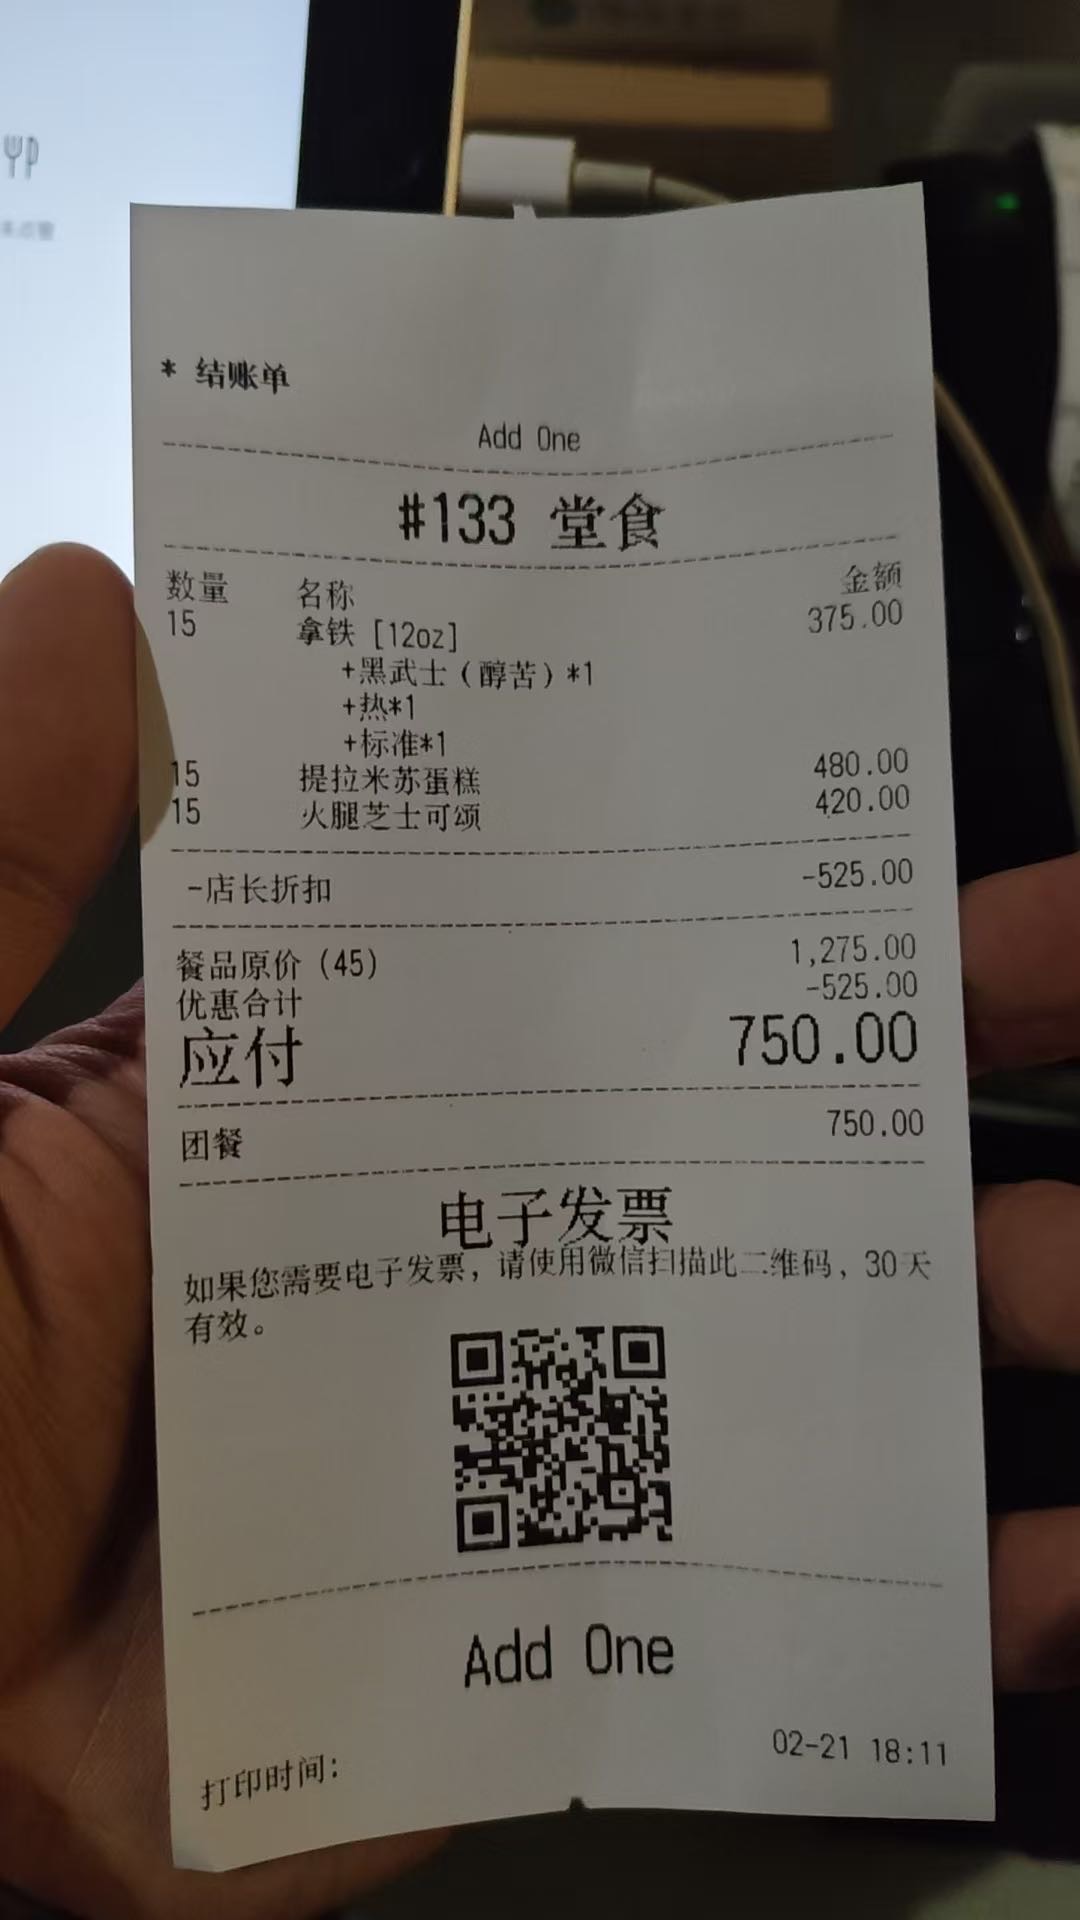 * 结账单
Add One
#133 堂食
数量 名称 金额
15 拿铁 [12oz] 375.00
+黑武士（醇苦）*1
+热*1
+标准*1
15 提拉米苏蛋糕 480.00
15 火腿芝士可颂 420.00
-店长折扣 -525.00
餐品原价 (45) 1,275.00
优惠合计 -525.00
应付 750.00
团餐 750.00
电子发票
如果您需要电子发票，请使用微信扫描此二维码，30天
有效。
Add One
打印时间: 02-21 18:11